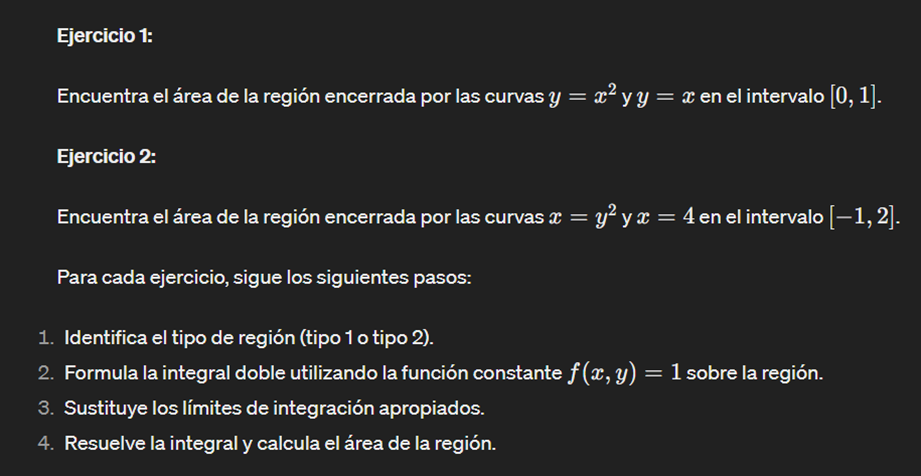 Ejercicio 1:
Encuentra el área de la región encerrada por las curvas y = x² y y = x en el intervalo [0, 1].
Ejercicio 2:
Encuentra el área de la región encerrada por las curvas x = y² y x = 4 en el intervalo [−1, 2].
Para cada ejercicio, sigue los siguientes pasos:
1. Identifica el tipo de región (tipo 1 o tipo 2).
2. Formula la integral doble utilizando la función constante f(x, y) = 1 sobre la región.
3. Sustituye los límites de integración apropiados.
4. Resuelve la integral y calcula el área de la región.